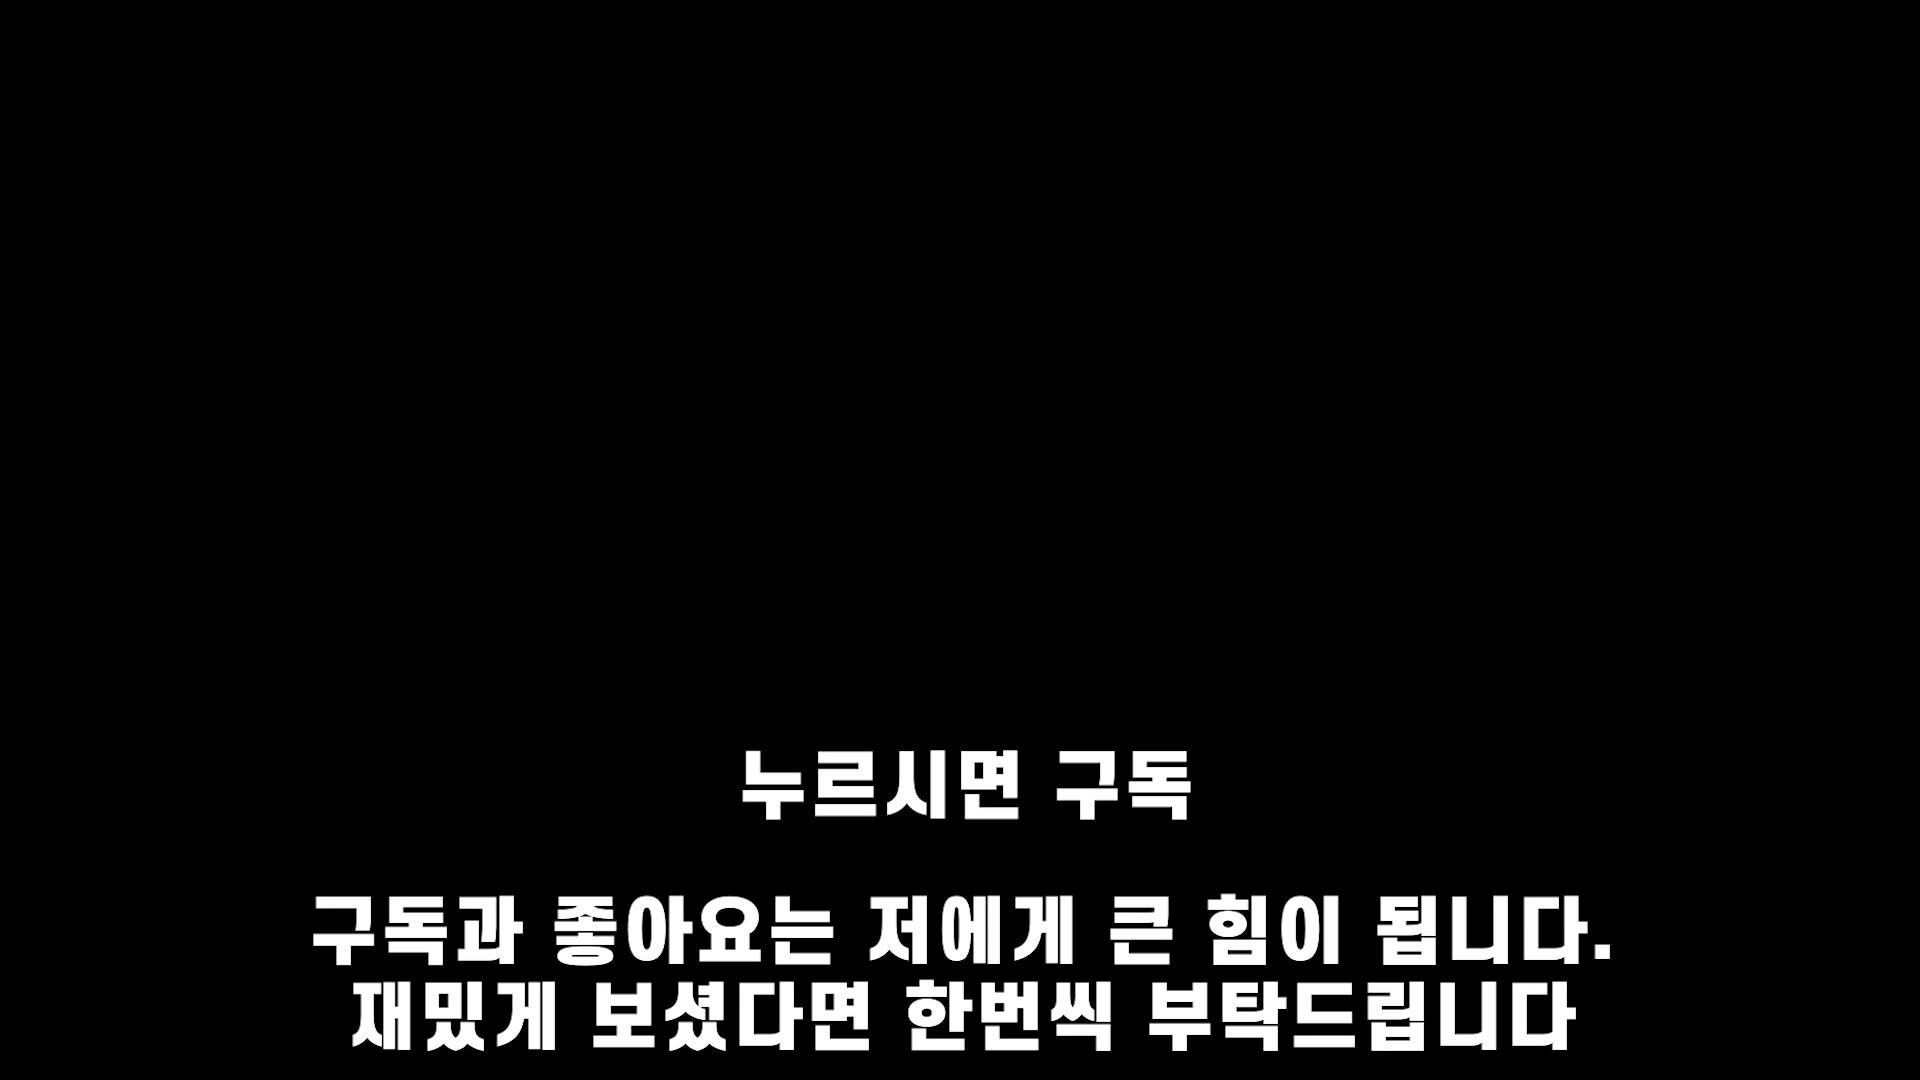 누르시면 구독
구독과 좋아요는 저에게 큰 힘이 됩니다.
재밌게 보셨다면 한번씩 부탁드립니다